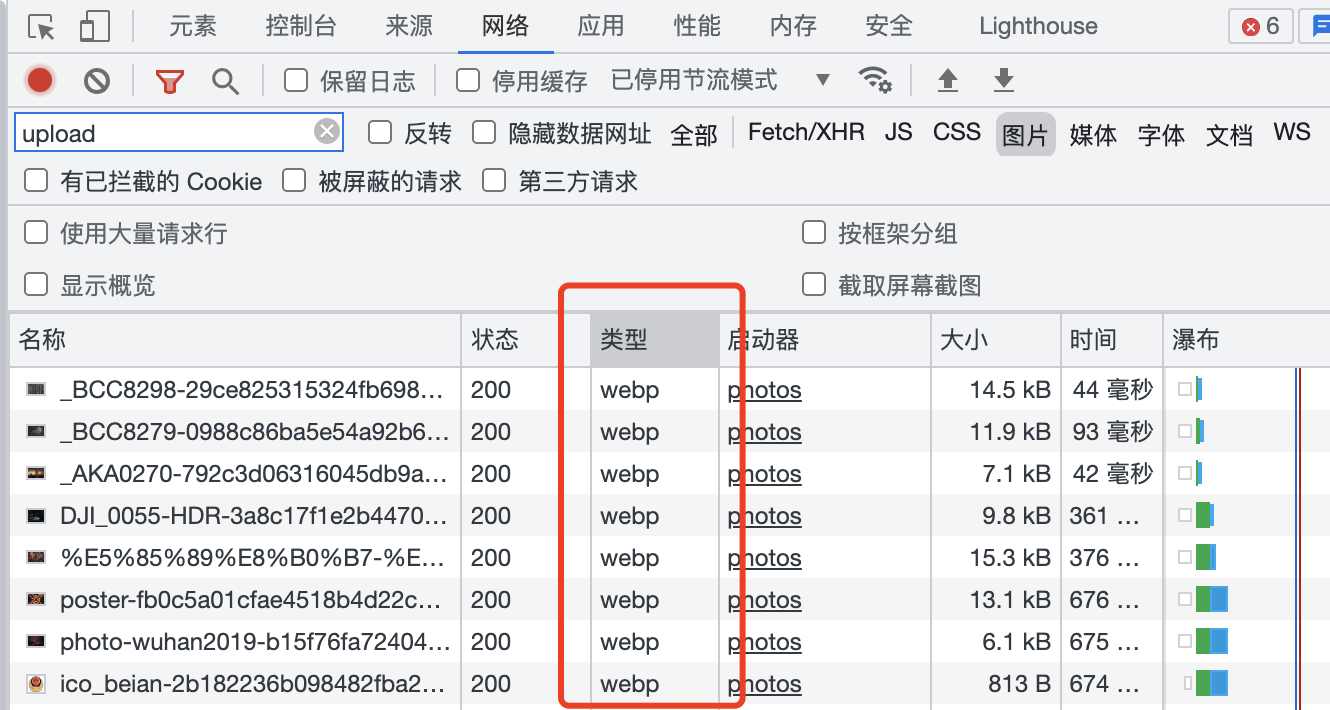 元素 控制台 来源 网络 应用 性能 内存 安全 Lighthouse 6
保留日志 停用缓存 已停用节流模式
upload 反转 隐藏数据网址 全部 Fetch/XHR JS CSS 图片 媒体 字体 文档 WS
有已拦截的 Cookie 被屏蔽的请求 第三方请求
使用大量请求行 按框架分组
显示概览 截取屏幕截图
名称 状态 类型 启动器 大小 时间 瀑布
_BCC8298-29ce825315324fb698... 200 webp photos 14.5 kB 44 毫秒
_BCC8279-0988c86ba5e54a92b6... 200 webp photos 11.9 kB 93 毫秒
_AKA0270-792c3d06316045db9a... 200 webp photos 7.1 kB 42 毫秒
DJI_0055-HDR-3a8c17f1e2b4470... 200 webp photos 9.8 kB 361 ...
%E5%85%89%E8%B0%B7-%E... 200 webp photos 15.3 kB 376 ...
poster-fb0c5a01cfae4518b4d22c... 200 webp photos 13.1 kB 676 ...
photo-wuhan2019-b15f76fa72404... 200 webp photos 6.1 kB 675 ...
ico_beian-2b182236b098482fba2... 200 webp photos 813 B 674 ...